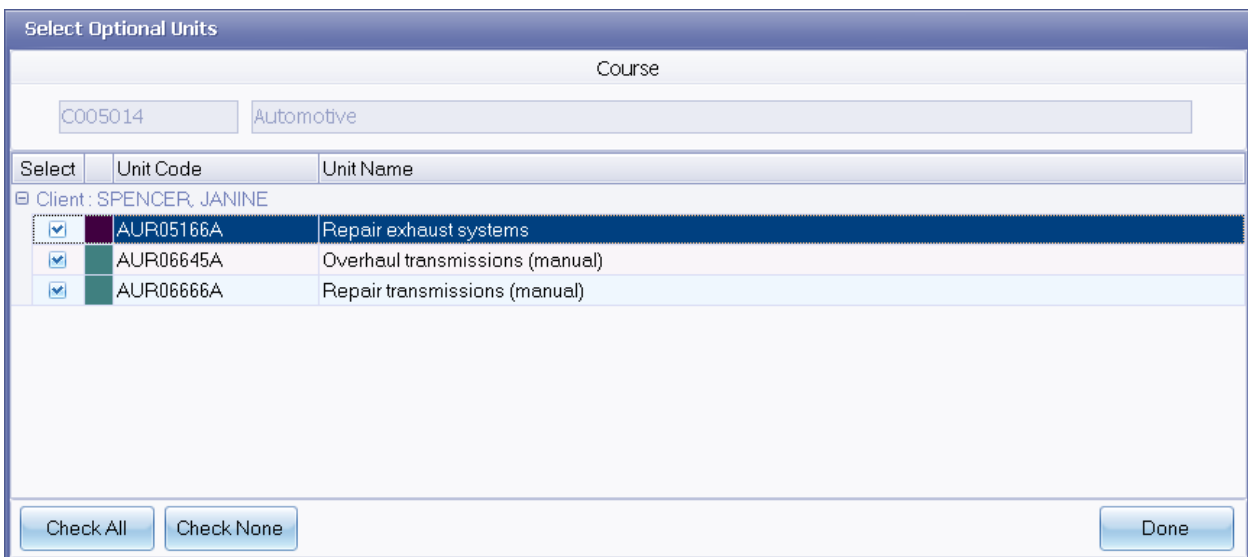 Select Optional Units
Course
C005014 Automotive
Select Unit Code Unit Name
Client : SPENCER, JANINE
AUR05166A Repair exhaust systems
AUR06645A Overhaul transmissions (manual)
AUR06666A Repair transmissions (manual)
Check All Check None Done